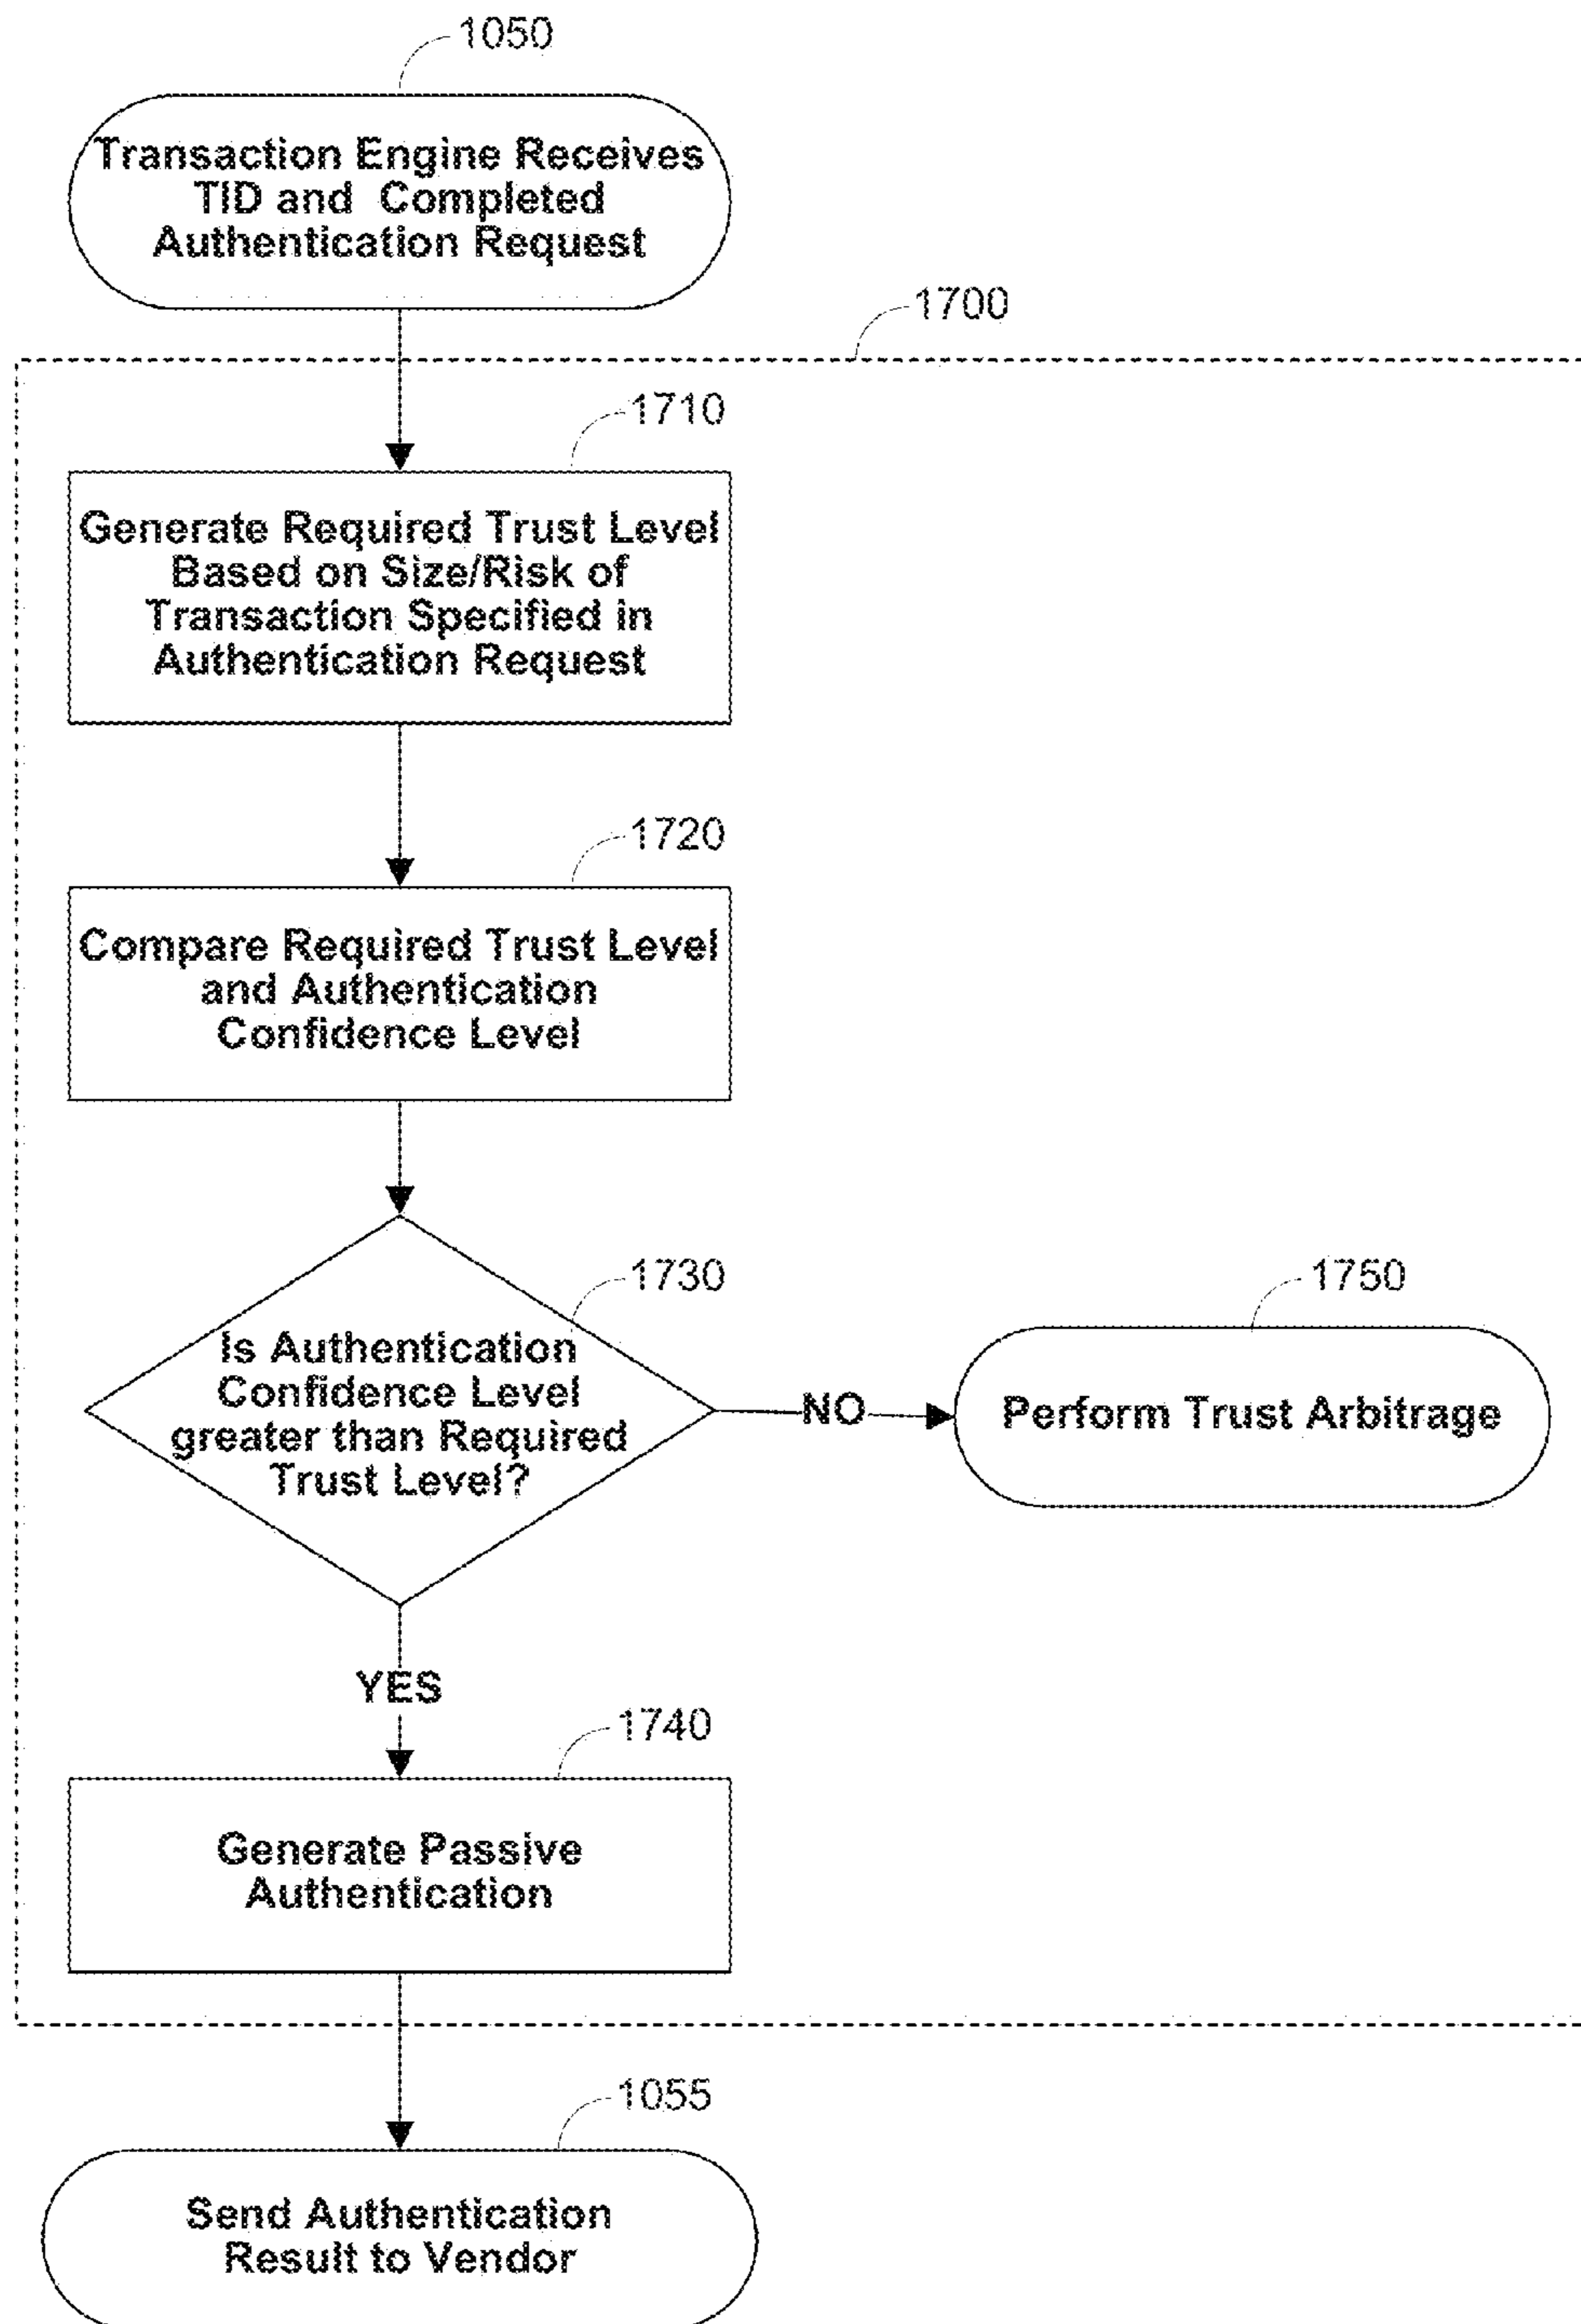 1050
Transaction Engine Receives
TID and Completed
Authentication Request
1700
1710
Generate Required Trust Level
Based on Size/Risk of
Transaction Specified in
Authentication Request
1720
Compare Required Trust Level
and Authentication
Confidence Level
1730
Is Authentication
Confidence Level
greater than Required
Trust Level?
NO
1750
Perform Trust Arbitrage
YES
1740
Generate Passive
Authentication
1055
Send Authentication
Result to Vendor